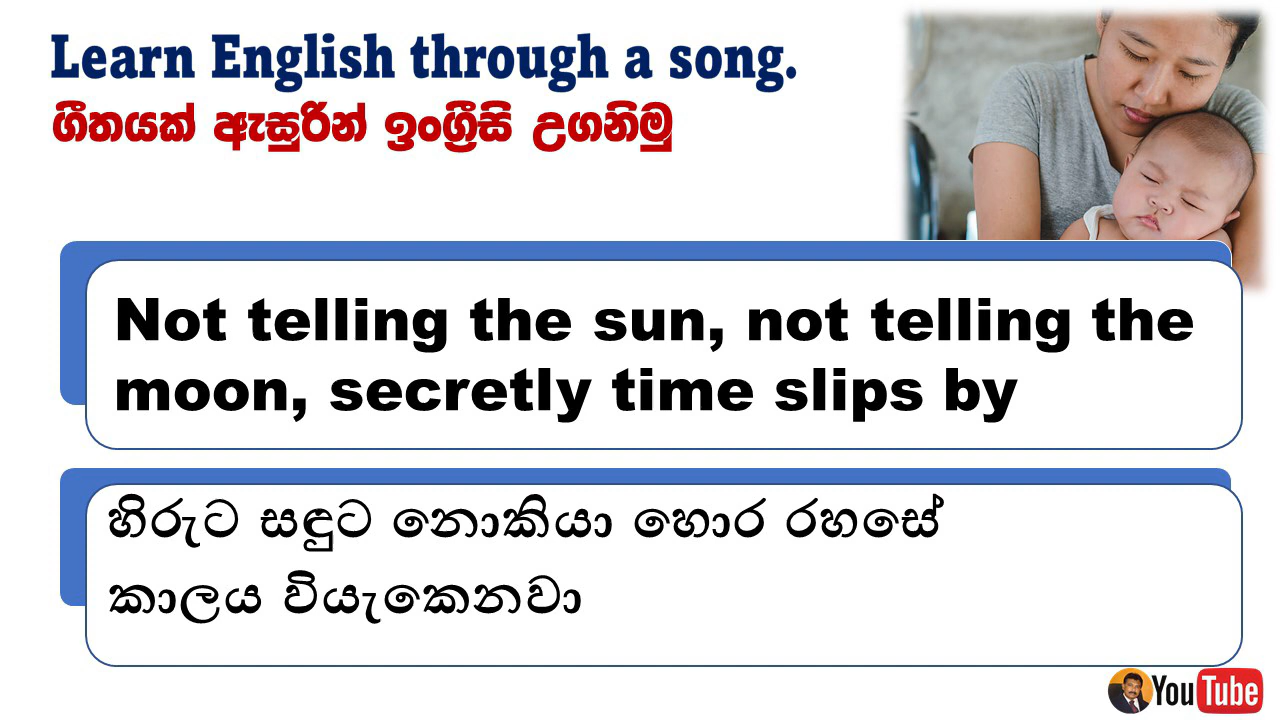 Learn English through a song.
ගීතයක් ඇසුරින් ඉංග්‍රීසි උගනිමු
Not telling the sun, not telling the
moon, secretly time slips by
හිරුට සඳුට නොකියා හොර රහසේ
කාලය වියැකෙනවා
YouTube